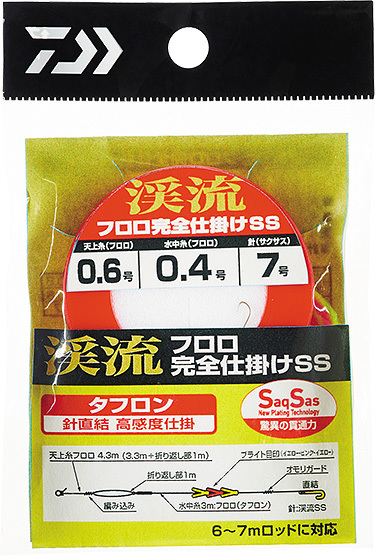 渓流
フロロ完全仕掛けSS
天上糸(フロロ) 水中糸(フロロ) 針(サクサス)
0.6号 0.4号 7号
渓流 フロロ
完全仕掛けSS
タフロン
針直結 高感度仕掛
SaqSas
New Plating Technology
驚異の貫通力
天上糸フロロ 4.3m (3.3m+折り返し部1m)
ブライト目印(イエローピンク・イエロー)
折り返し部1m
オモリガード
直結
編み込み
水中糸3m:フロロ(タフロン)
針:渓流SS
6〜7mロッドに対応